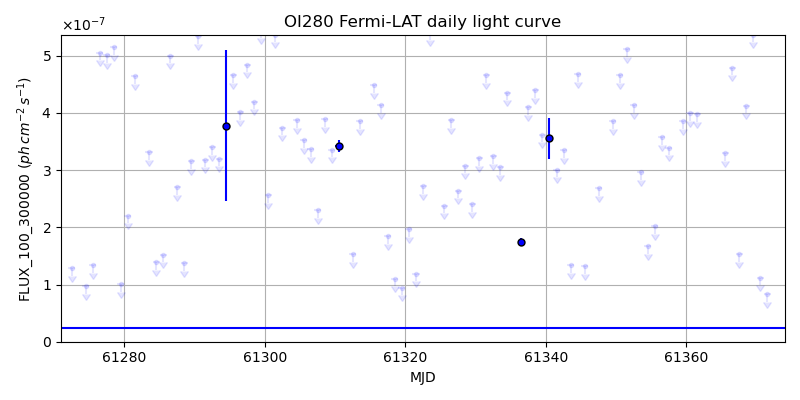 OI280 Fermi-LAT daily light curve
×10⁻⁷
FLUX_100_300000 (ph cm⁻² s⁻¹)
5
4
3
2
1
0
61280 61300 61320 61340 61360
MJD